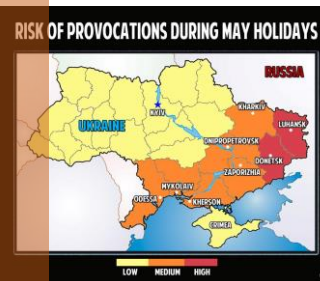 RISK OF PROVOCATIONS DURING MAY HOLIDAYS
RUSSIA
KHARKIV
KYIV
LUHANSK
UKRAINE
DNIPROPETROVSK
DONETSK
ZAPORIZHIA
MYKOLAIV
ODESSA
KHERSON
CRIMEA
LOW MEDIUM HIGH